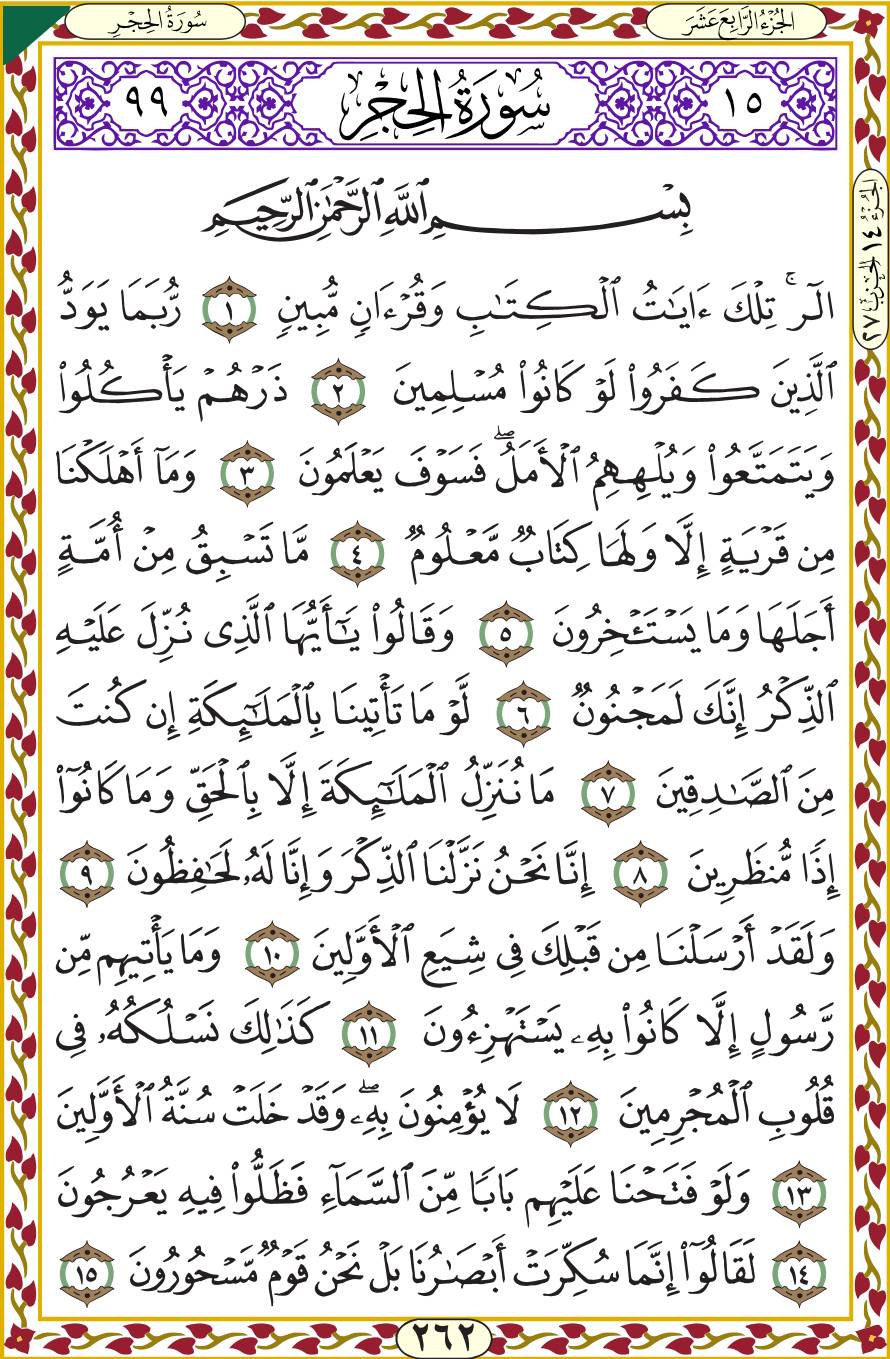 سُورَةُ الحِجْرِ
الجُزْءُ الرَّابِعَ عَشَرَ
١٥ سُورَةُ الحِجْرِ ٩٩
الجُزْءُ ١٤ الحِزْبُ ٢٧
بِسْمِ ٱللَّهِ ٱلرَّحْمَٰنِ ٱلرَّحِيمِ
الٓرۚ تِلْكَ ءَايَٰتُ ٱلْكِتَٰبِ وَقُرْءَانٍ مُّبِينٍ ١ رُّبَمَا يَوَدُّ
ٱلَّذِينَ كَفَرُوا۟ لَوْ كَانُوا۟ مُسْلِمِينَ ٢ ذَرْهُمْ يَأْكُلُوا۟
وَيَتَمَتَّعُوا۟ وَيُلْهِهِمُ ٱلْأَمَلُۖ فَسَوْفَ يَعْلَمُونَ ٣ وَمَآ أَهْلَكْنَا
مِن قَرْيَةٍ إِلَّا وَلَهَا كِتَابٌ مَّعْلُومٌ ٤ مَّا تَسْبِقُ مِنْ أُمَّةٍ
أَجَلَهَا وَمَا يَسْتَـْٔخِرُونَ ٥ وَقَالُوا۟ يَٰٓأَيُّهَا ٱلَّذِى نُزِّلَ عَلَيْهِ
ٱلذِّكْرُ إِنَّكَ لَمَجْنُونٌ ٦ لَّوْ مَا تَأْتِينَا بِٱلْمَلَٰٓئِكَةِ إِن كُنتَ
مِنَ ٱلصَّٰدِقِينَ ٧ مَا نُنَزِّلُ ٱلْمَلَٰٓئِكَةَ إِلَّا بِٱلْحَقِّ وَمَا كَانُوٓا۟
إِذًا مُّنظَرِينَ ٨ إِنَّا نَحْنُ نَزَّلْنَا ٱلذِّكْرَ وَإِنَّا لَهُۥ لَحَٰفِظُونَ ٩
وَلَقَدْ أَرْسَلْنَا مِن قَبْلِكَ فِى شِيَعِ ٱلْأَوَّلِينَ ١٠ وَمَا يَأْتِيهِم مِّن
رَّسُولٍ إِلَّا كَانُوا۟ بِهِۦ يَسْتَهْزِءُونَ ١١ كَذَٰلِكَ نَسْلُكُهُۥ فِى
قُلُوبِ ٱلْمُجْرِمِينَ ١٢ لَا يُؤْمِنُونَ بِهِۦۖ وَقَدْ خَلَتْ سُنَّةُ ٱلْأَوَّلِينَ
١٣ وَلَوْ فَتَحْنَا عَلَيْهِم بَابًا مِّنَ ٱلسَّمَآءِ فَظَلُّوا۟ فِيهِ يَعْرُجُونَ
١٤ لَقَالُوٓا۟ إِنَّمَا سُكِّرَتْ أَبْصَٰرُنَا بَلْ نَحْنُ قَوْمٌ مَّسْحُورُونَ ١٥
٢٦٢